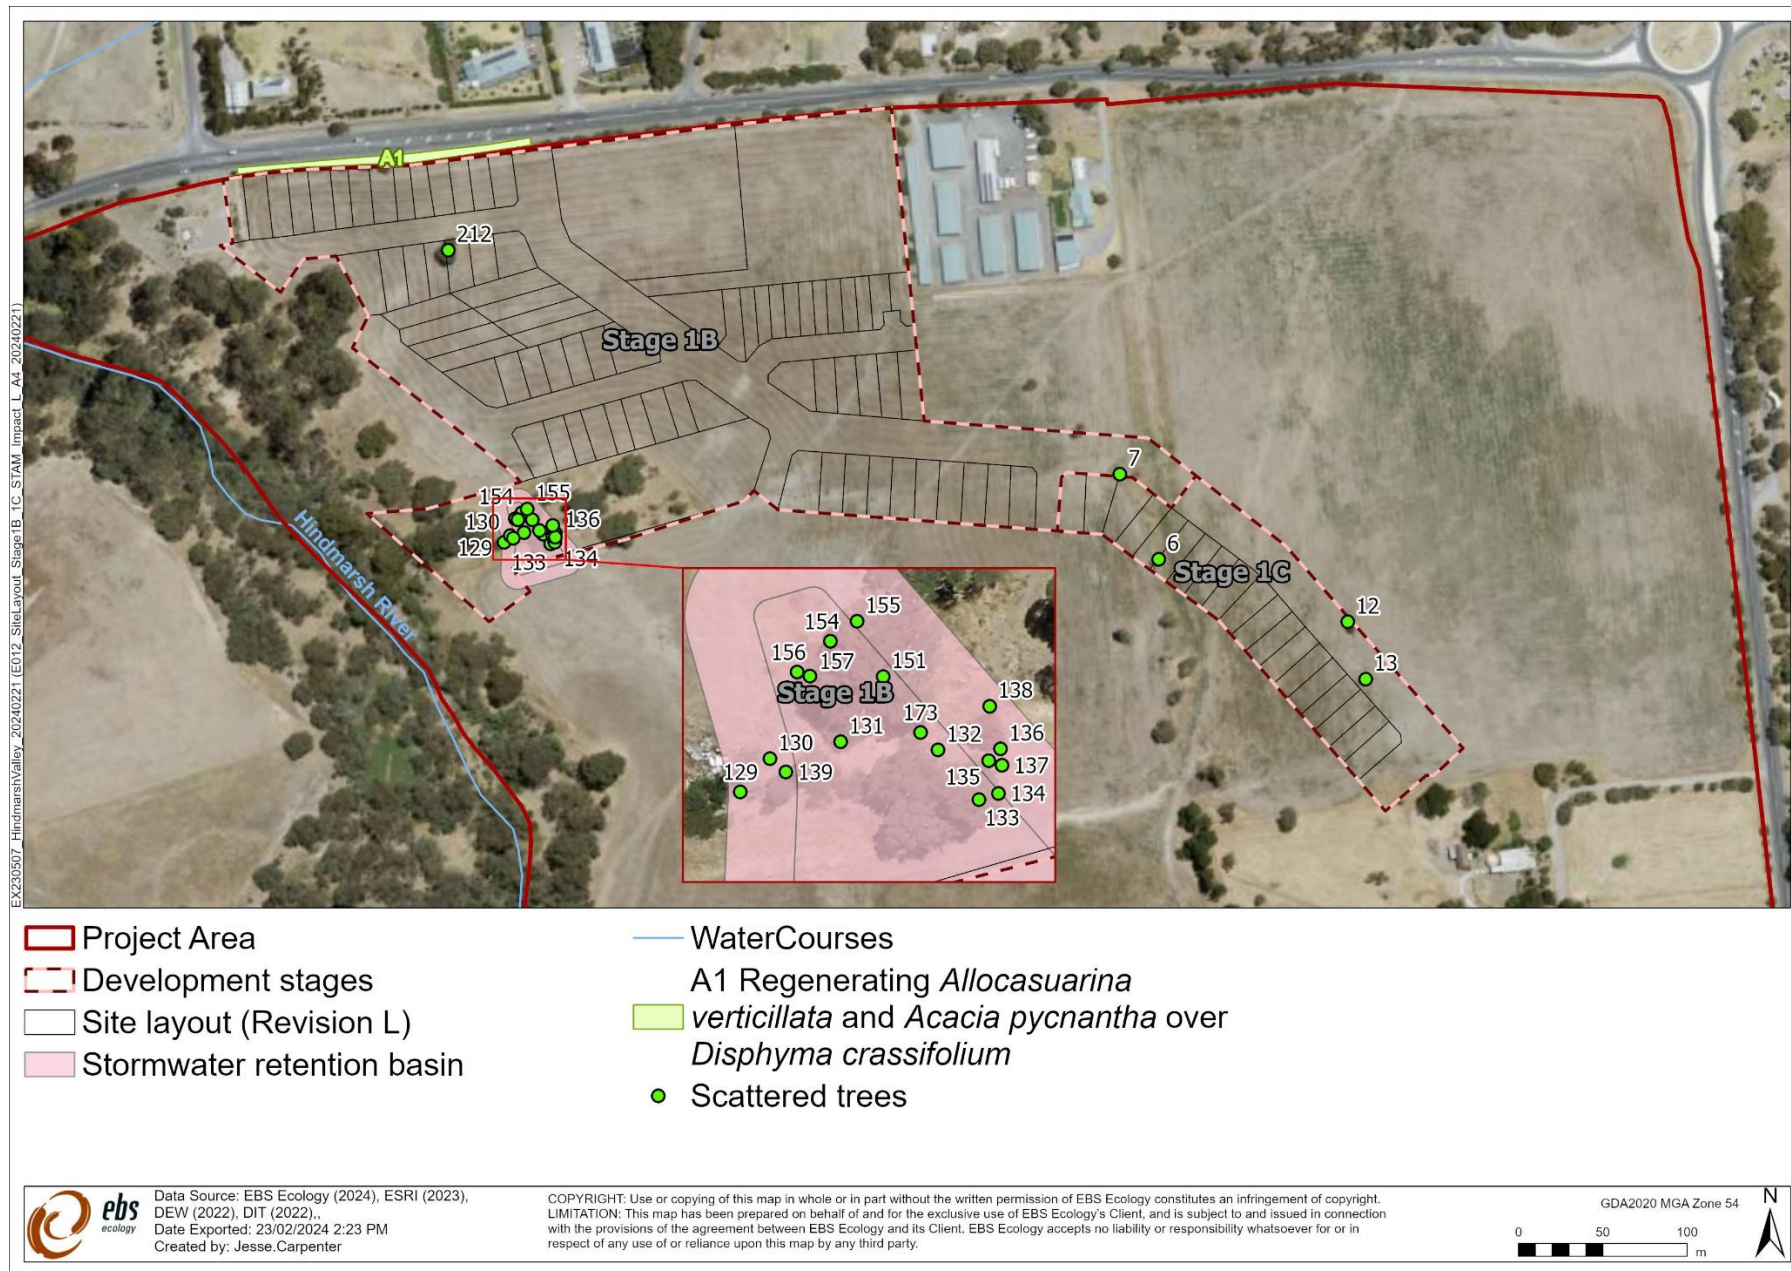 EX230507_HindmarshValley_20240221 (E012_SiteLayout_Stage1B_1C_STAM_Impact_L_A4_20240221)
A1
212
Stage 1B
7
154
155
130
136
129
133
134
6
Stage 1C
12
13
Hindmarsh River
155
154
156
157
151
Stage 1B
138
173
131
132
136
130
139
135
137
129
134
133
Project Area
Development stages
Site layout (Revision L)
Stormwater retention basin
WaterCourses
A1 Regenerating Allocasuarina
verticillata and Acacia pycnantha over
Disphyma crassifolium
Scattered trees
ebs
ecology
Data Source: EBS Ecology (2024), ESRI (2023),
DEW (2022), DIT (2022),,
Date Exported: 23/02/2024 2:23 PM
Created by: Jesse.Carpenter
COPYRIGHT: Use or copying of this map in whole or in part without the written permission of EBS Ecology constitutes an infringement of copyright.
LIMITATION: This map has been prepared on behalf of and for the exclusive use of EBS Ecology's Client, and is subject to and issued in connection
with the provisions of the agreement between EBS Ecology and its Client. EBS Ecology accepts no liability or responsibility whatsoever for or in
respect of any use of or reliance upon this map by any third party.
GDA2020 MGA Zone 54
N
0 50 100
m